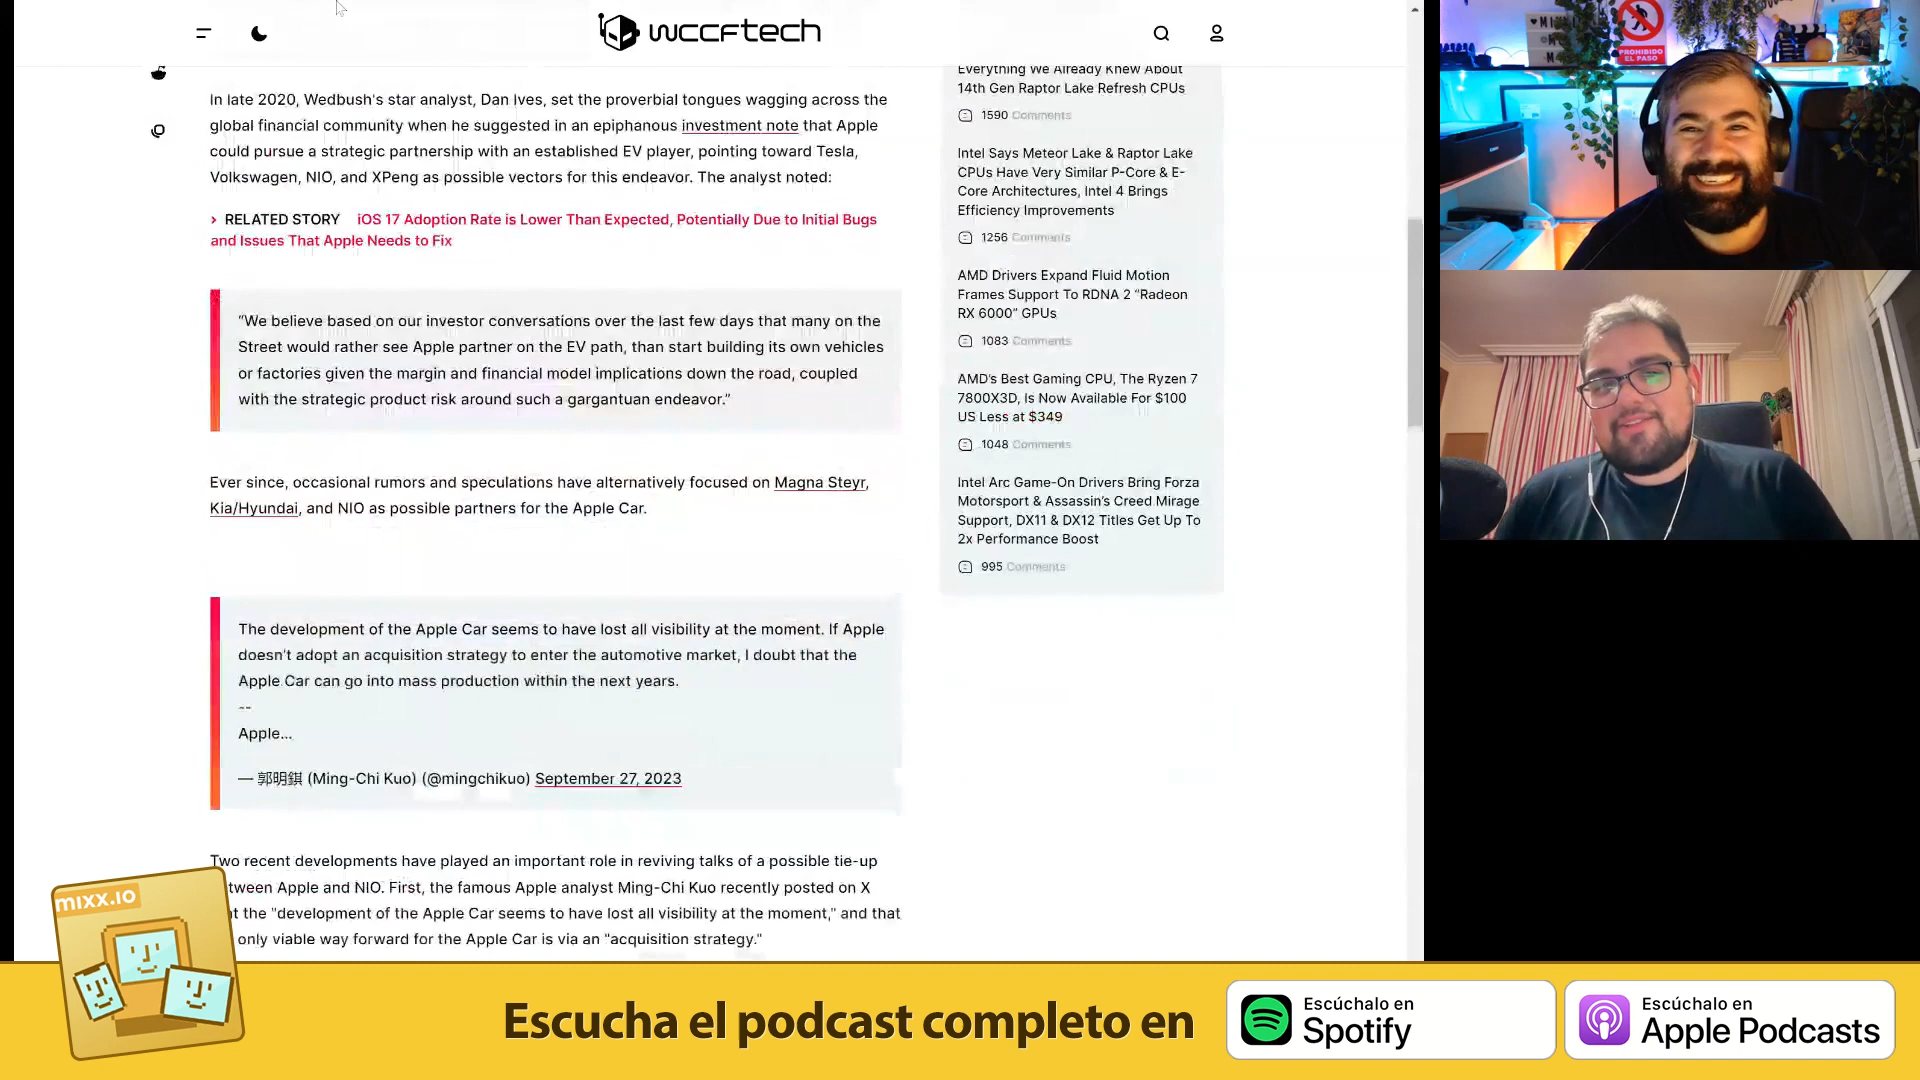 wccftech
In late 2020, Wedbush's star analyst, Dan Ives, set the proverbial tongues wagging across the
global financial community when he suggested in an epiphanous investment note that Apple
could pursue a strategic partnership with an established EV player, pointing toward Tesla,
Volkswagen, NIO, and XPeng as possible vectors for this endeavor. The analyst noted:
RELATED STORY iOS 17 Adoption Rate is Lower Than Expected, Potentially Due to Initial Bugs
and Issues That Apple Needs to Fix
“We believe based on our investor conversations over the last few days that many on the
Street would rather see Apple partner on the EV path, than start building its own vehicles
or factories given the margin and financial model implications down the road, coupled
with the strategic product risk around such a gargantuan endeavor.”
Ever since, occasional rumors and speculations have alternatively focused on Magna Steyr,
Kia/Hyundai, and NIO as possible partners for the Apple Car.
The development of the Apple Car seems to have lost all visibility at the moment. If Apple
doesn't adopt an acquisition strategy to enter the automotive market, I doubt that the
Apple Car can go into mass production within the next years.
--
Apple…
— 郭明錤 (Ming-Chi Kuo) (@mingchikuo) September 27, 2023
Two recent developments have played an important role in reviving talks of a possible tie-up
tween Apple and NIO. First, the famous Apple analyst Ming-Chi Kuo recently posted on X
t the "development of the Apple Car seems to have lost all visibility at the moment," and that
only viable way forward for the Apple Car is via an "acquisition strategy."
Everything We Already Knew About
14th Gen Raptor Lake Refresh CPUs
1590 Comments
Intel Says Meteor Lake & Raptor Lake
CPUs Have Very Similar P-Core & E-
Core Architectures, Intel 4 Brings
Efficiency Improvements
1256 Comments
AMD Drivers Expand Fluid Motion
Frames Support To RDNA 2 “Radeon
RX 6000” GPUs
1083 Comments
AMD's Best Gaming CPU, The Ryzen 7
7800X3D, Is Now Available For $100
US Less at $349
1048 Comments
Intel Arc Game-On Drivers Bring Forza
Motorsport & Assassin's Creed Mirage
Support, DX11 & DX12 Titles Get Up To
2x Performance Boost
995 Comments
PROHIBIDO
EL PASO
mixx.io
Escucha el podcast completo en
Escúchalo en
Spotify
Escúchalo en
Apple Podcasts